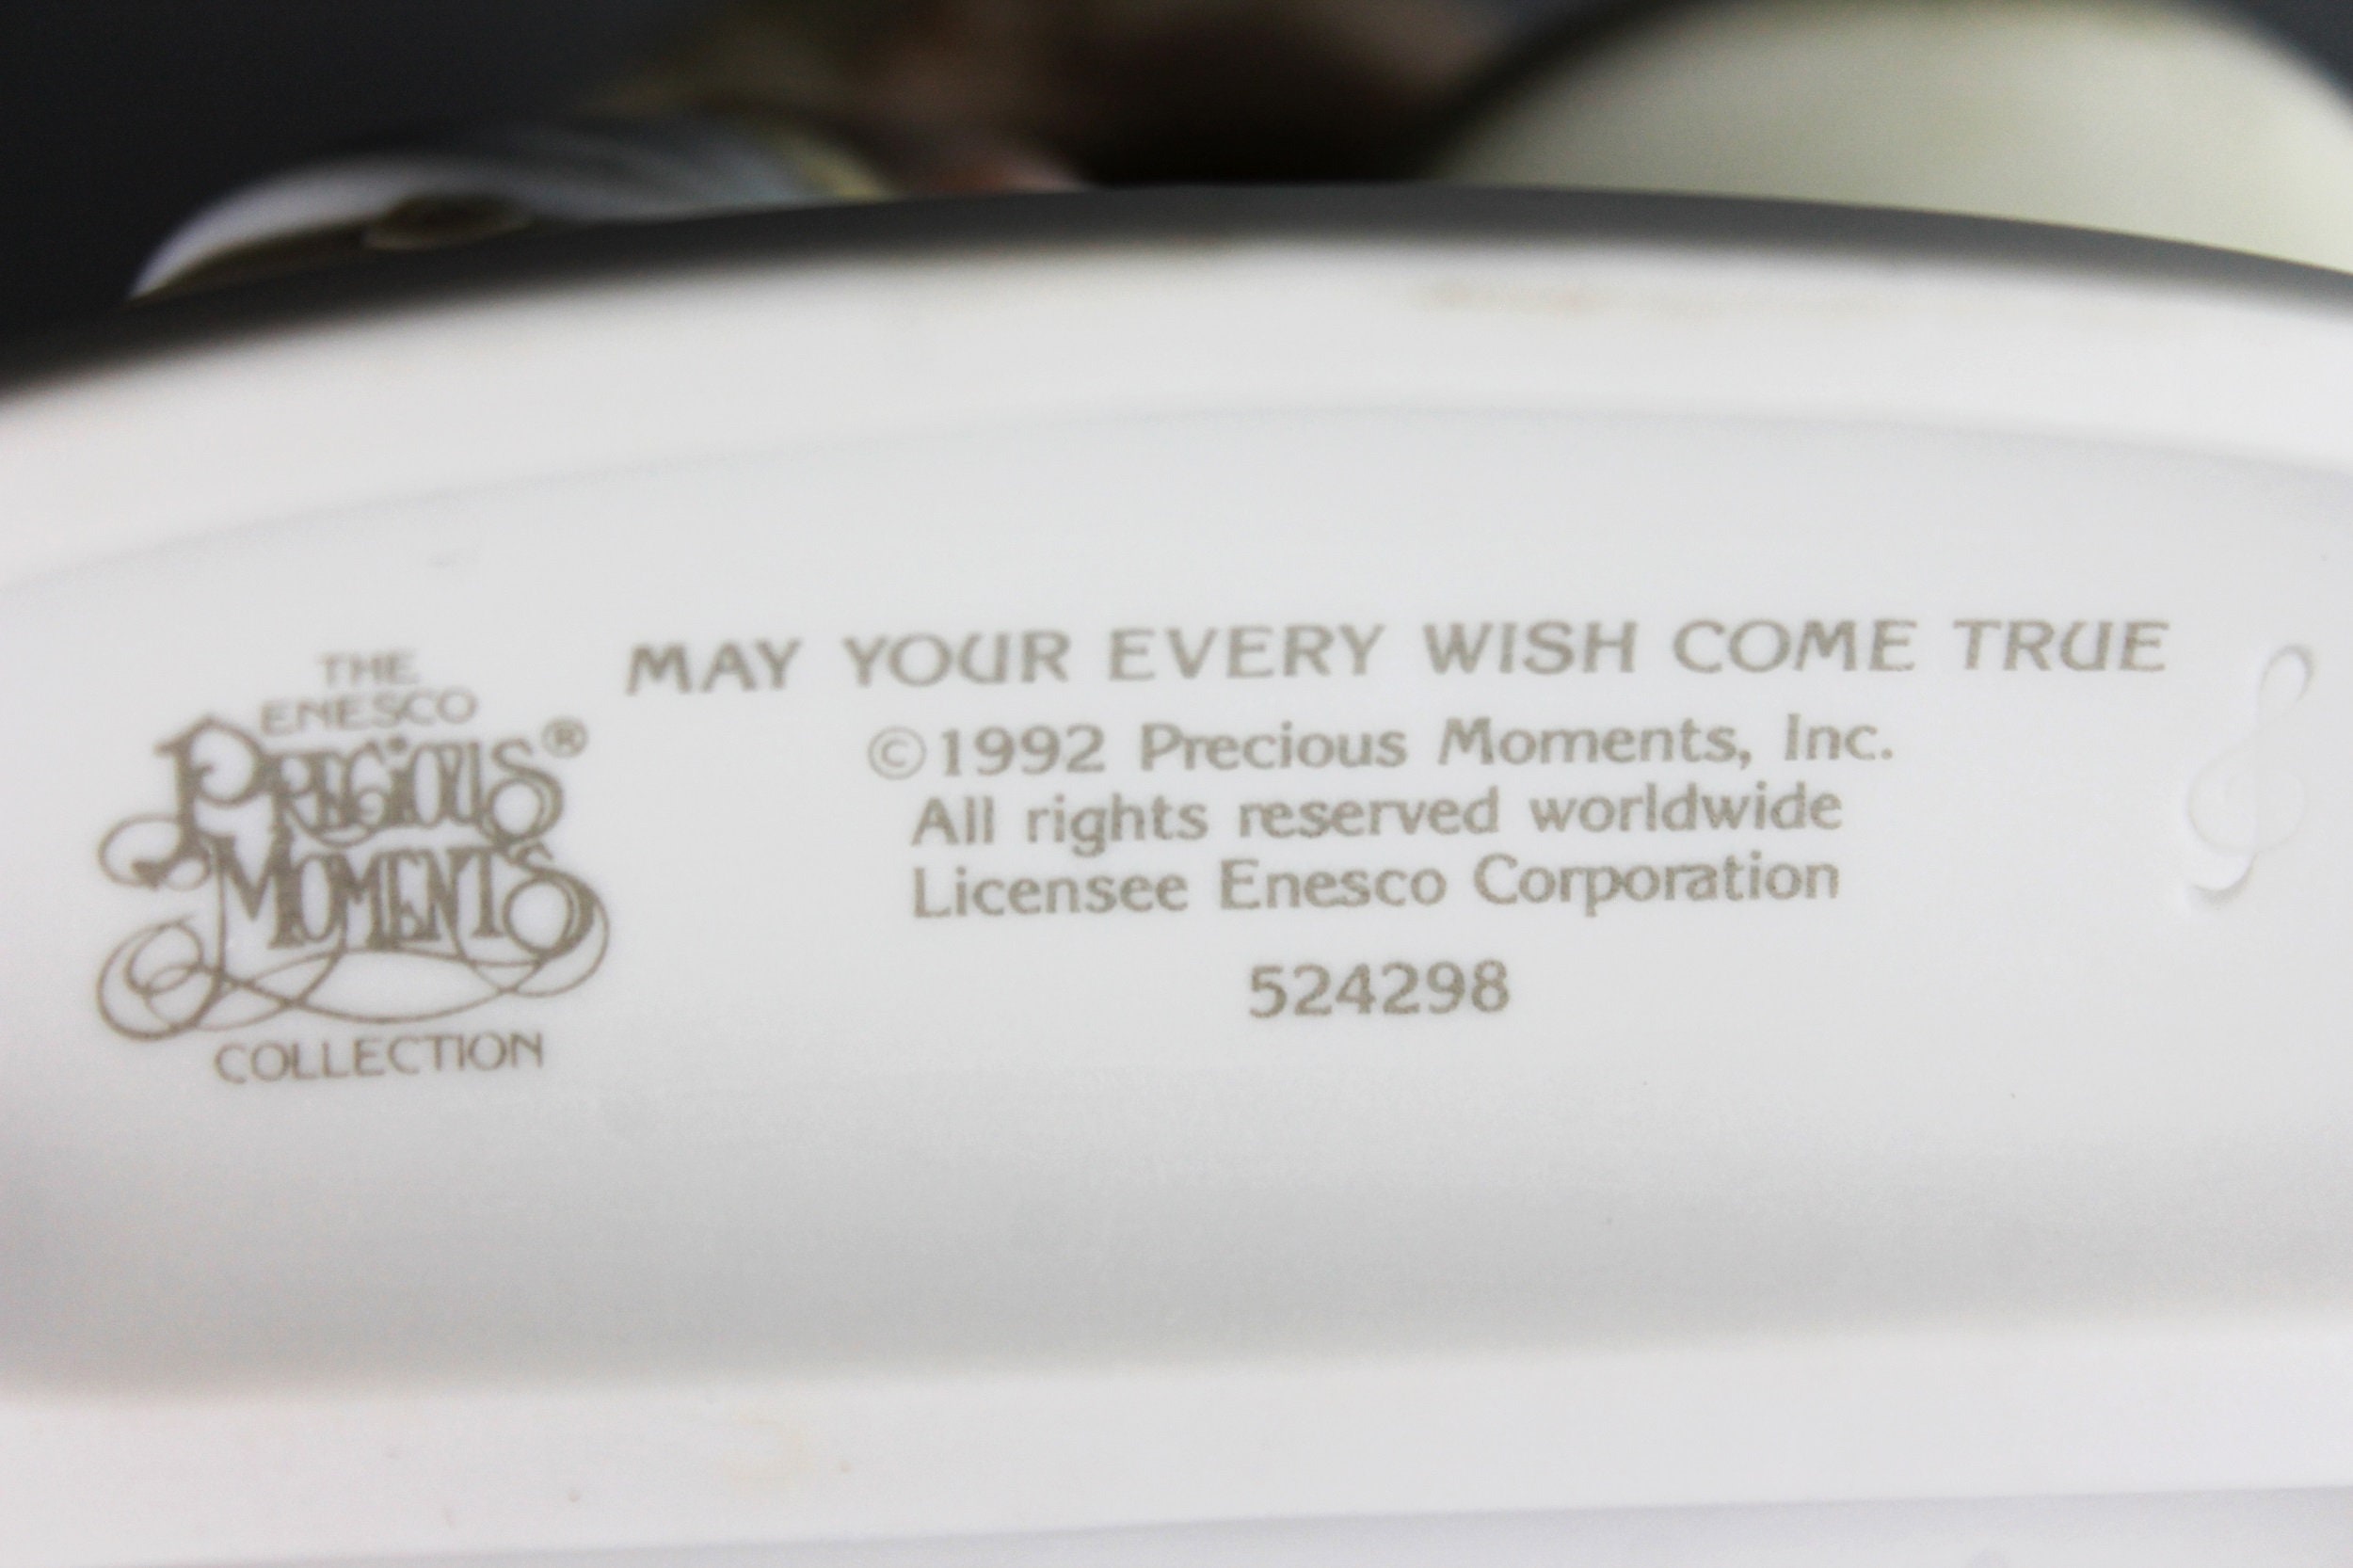 THE
ENESCO
PRECIOUS®
MOMENTS
COLLECTION
MAY YOUR EVERY WISH COME TRUE
©1992 Precious Moments, Inc.
All rights reserved worldwide
Licensee Enesco Corporation
524298